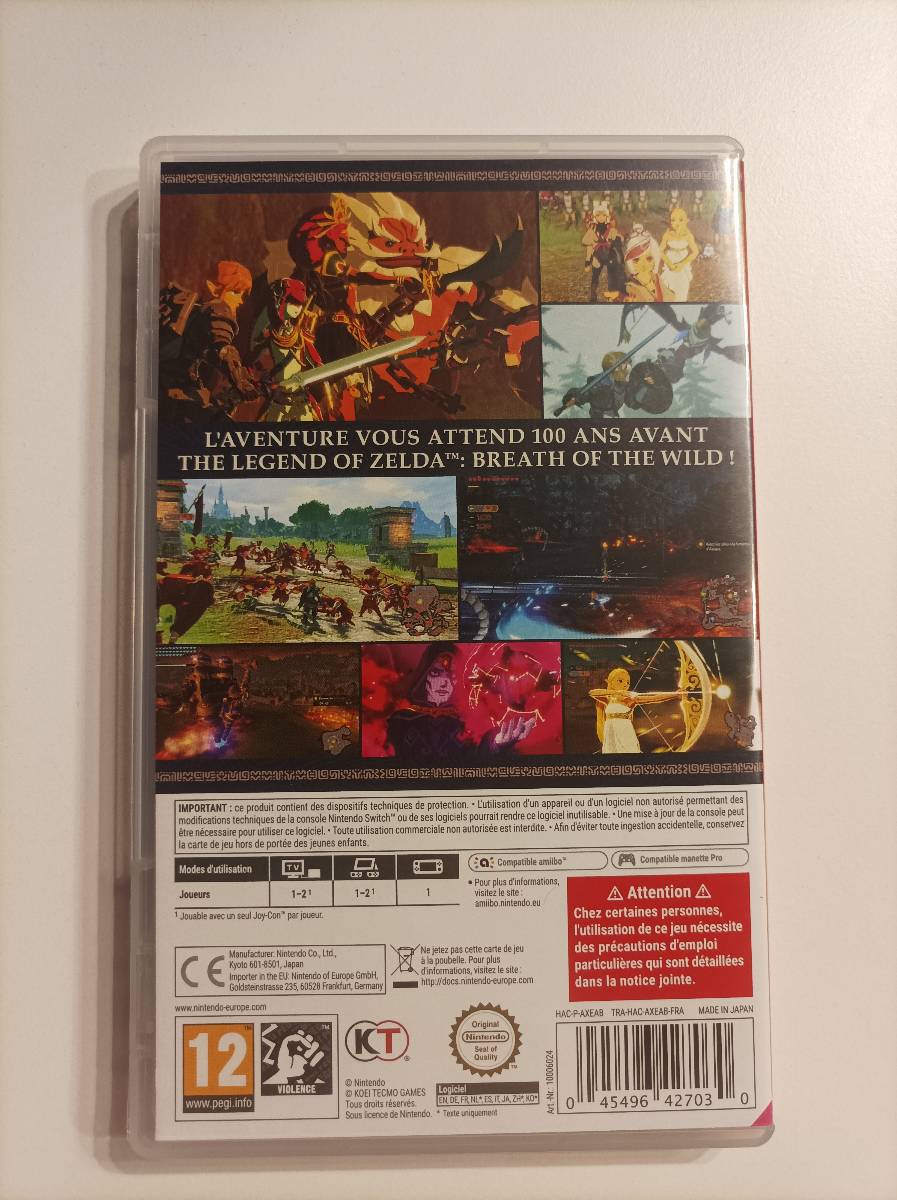 L'AVENTURE VOUS ATTEND 100 ANS AVANT
THE LEGEND OF ZELDA™: BREATH OF THE WILD !
IMPORTANT : ce produit contient des dispositifs techniques de protection. • L'utilisation d'un appareil ou d'un logiciel non autorisé permettant des
modifications techniques de la console Nintendo Switch™ ou de ses logiciels pourrait rendre ce logiciel inutilisable. • Une mise à jour de la console peut
être nécessaire pour utiliser ce logiciel. • Toute utilisation commerciale non autorisée est interdite. • Afin d'éviter toute ingestion accidentelle, conservez
la carte de jeu hors de portée des jeunes enfants.
Modes d'utilisation
TV
Joueurs
1-2¹
1-2¹
1
¹ Jouable avec un seul Joy-Con™ par joueur.
Compatible amiibo™
Compatible manette Pro
• Pour plus d'informations,
visitez le site :
amiibo.nintendo.eu
Attention
Chez certaines personnes,
l'utilisation de ce jeu nécessite
des précautions d'emploi
particulières qui sont détaillées
dans la notice jointe.
CE
Manufacturer: Nintendo Co., Ltd.,
Kyoto 601-8501, Japan
Importer in the EU: Nintendo of Europe GmbH,
Goldsteinstrasse 235, 60528 Frankfurt, Germany
Ne jetez pas cette carte de jeu
à la poubelle. Pour plus
d'informations, visitez le site :
http://docs.nintendo-europe.com
www.nintendo-europe.com
HAC-P-AXEAB TRA-HAC-AXEAB-FRA MADE IN JAPAN
12
www.pegi.info
VIOLENCE
KT
© Nintendo
© KOEI TECMO GAMES
Tous droits réservés.
Sous licence de Nintendo.
Original
Nintendo
Seal of
Quality
Logiciel
EN, DE, FR, NL*, ES, IT, JA, ZH*, KO*
* Texte uniquement
Art.-Nr. 10006024
0 45496 42703 0